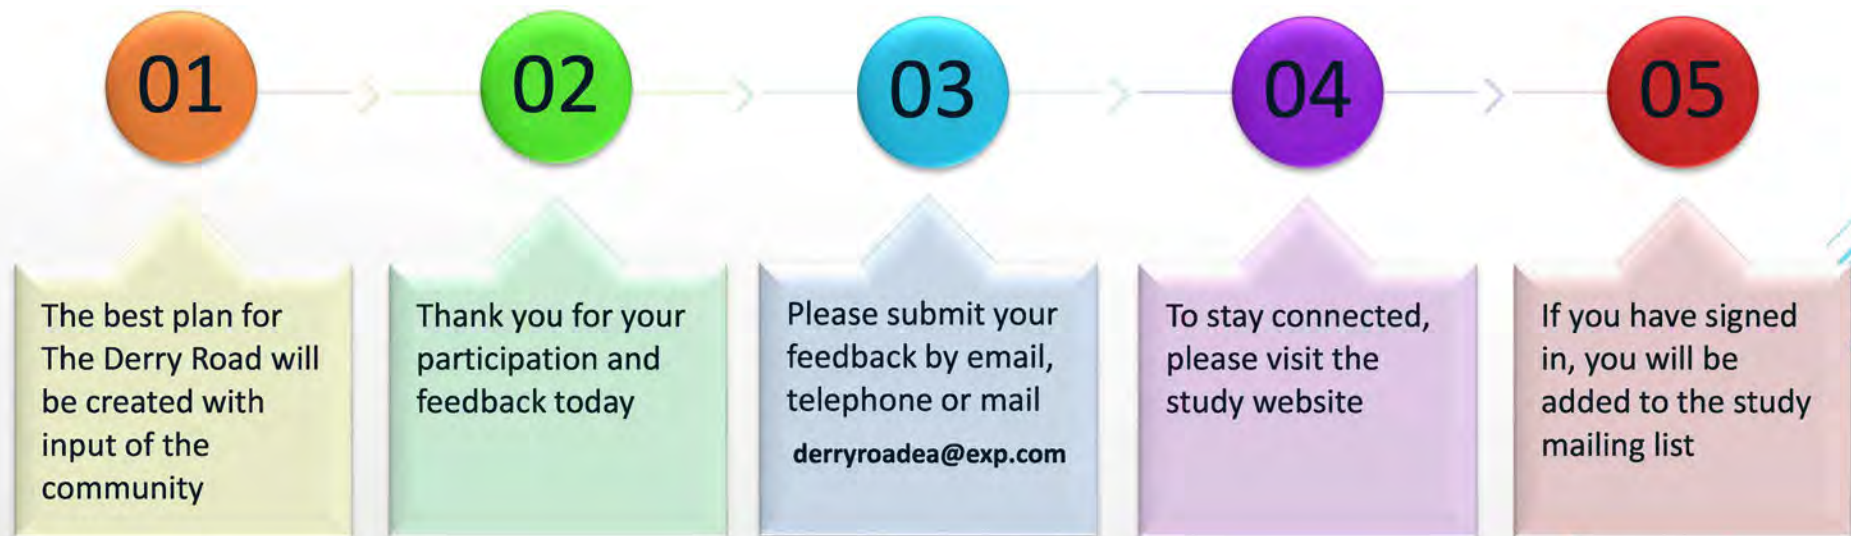 01
The best plan for
The Derry Road will
be created with
input of the
community
02
Thank you for your
participation and
feedback today
03
Please submit your
feedback by email,
telephone or mail
derryroadea@exp.com
04
To stay connected,
please visit the
study website
05
If you have signed
in, you will be
added to the study
mailing list